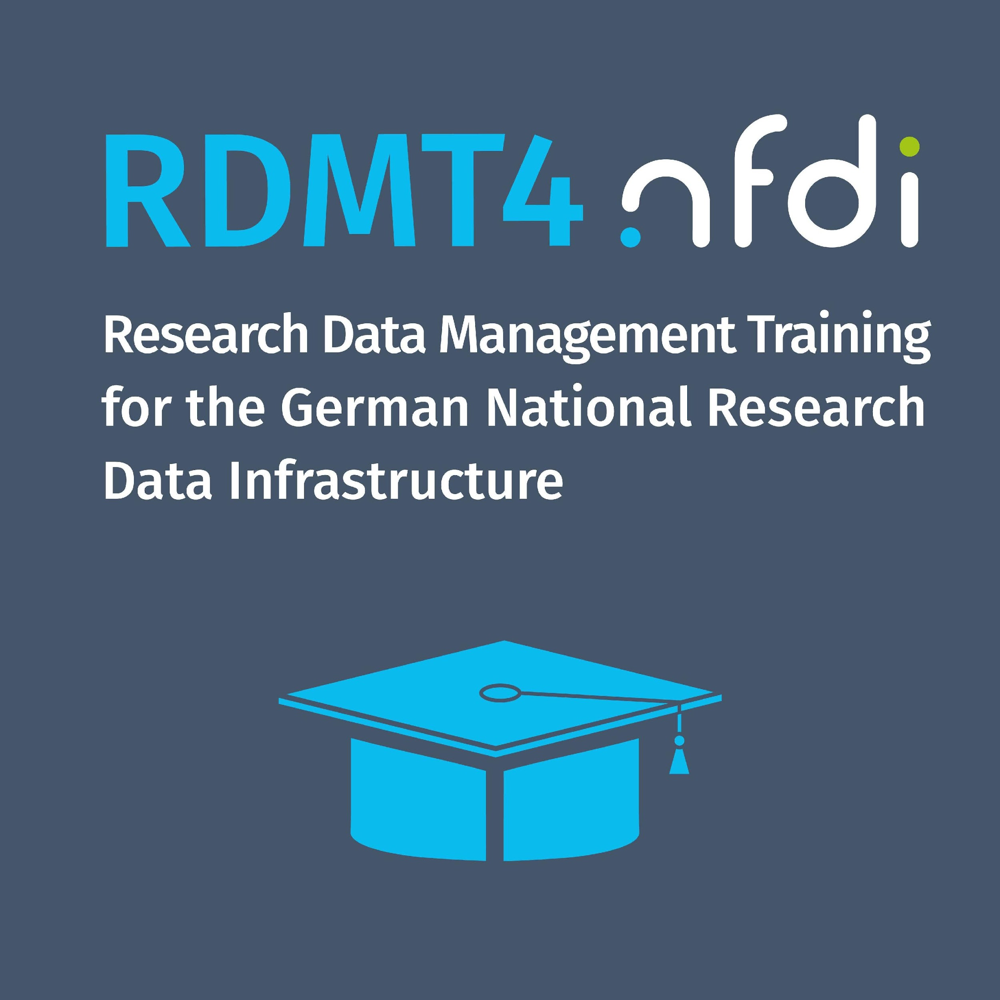 RDMT4 nfdi
Research Data Management Training
for the German National Research
Data Infrastructure